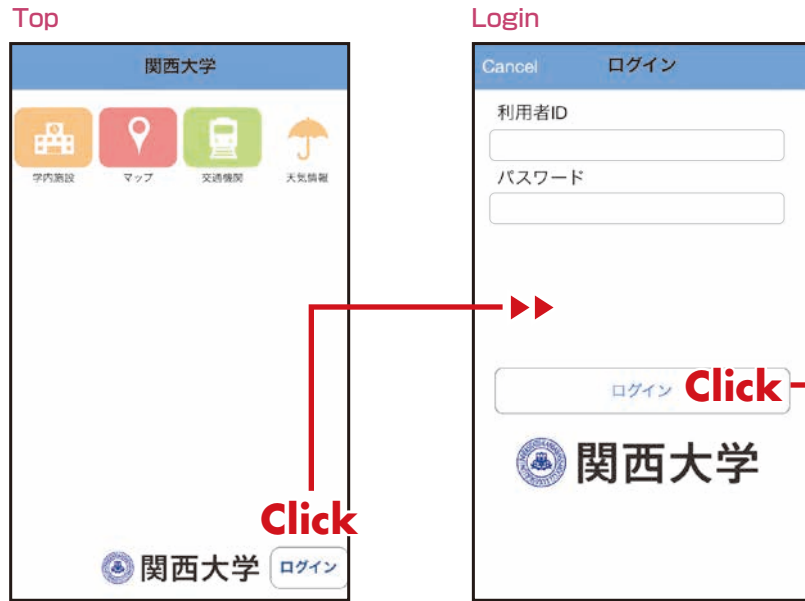 Top
関西大学
学内施設
マップ
交通機関
天気情報
Click
関西大学
ログイン
Login
Cancel
ログイン
利用者ID
パスワード
ログイン
Click
関西大学